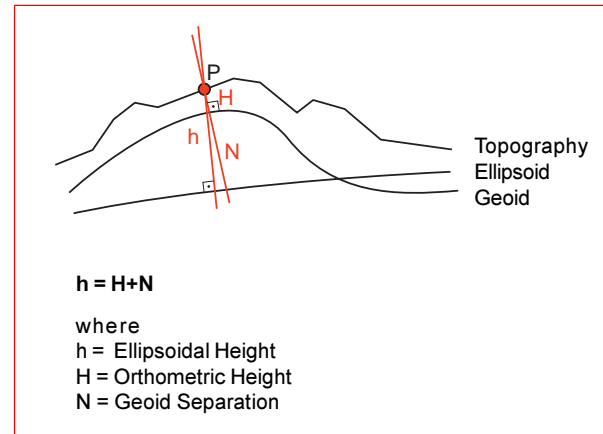 P
H
h
N
Topography
Ellipsoid
Geoid
h = H+N
where
h = Ellipsoidal Height
H = Orthometric Height
N = Geoid Separation